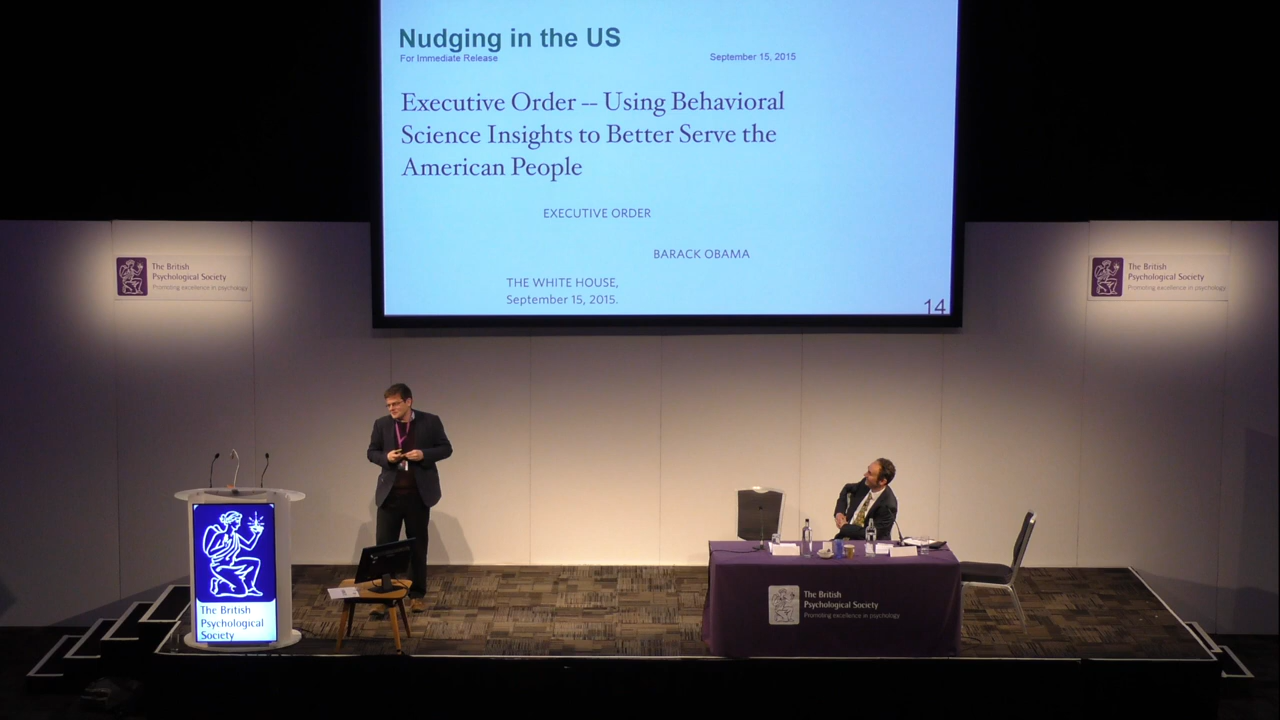 Nudging in the US
For Immediate Release
September 15, 2015
Executive Order -- Using Behavioral
Science Insights to Better Serve the
American People
EXECUTIVE ORDER
BARACK OBAMA
THE WHITE HOUSE,
September 15, 2015.
14
The British
Psychological Society
Promoting excellence in psychology
The British
Psychological Society
Promoting excellence in psychology
The British
Psychological
Society
The British
Psychological Society
Promoting excellence in psychology